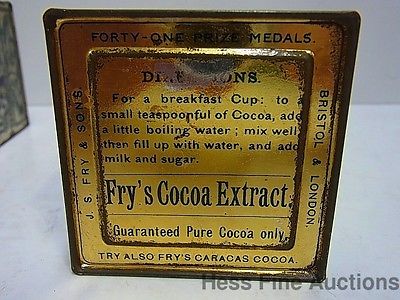 FORTY-ONE PRIZE MEDALS.
DIRECTIONS.
For a breakfast Cup: to a
small teaspoonful of Cocoa, add
a little boiling water; mix well
then fill up with water, and add
milk and sugar.
Fry's Cocoa Extract.
Guaranteed Pure Cocoa only.
TRY ALSO FRY'S CARACAS COCOA.
J. S. FRY & SONS.
BRISTOL & LONDON.
Hess Fine Auctions